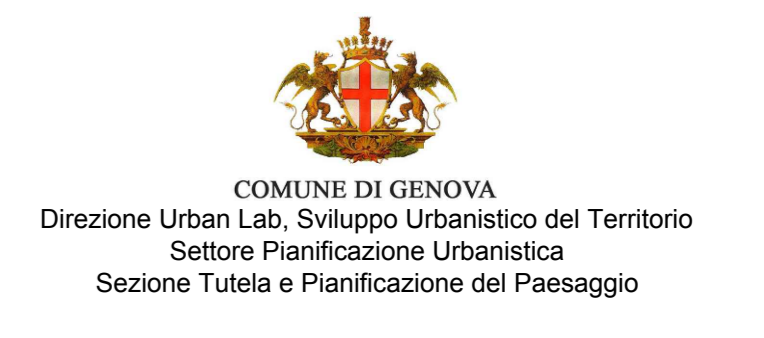 COMUNE DI GENOVA
Direzione Urban Lab, Sviluppo Urbanistico del Territorio
Settore Pianificazione Urbanistica
Sezione Tutela e Pianificazione del Paesaggio